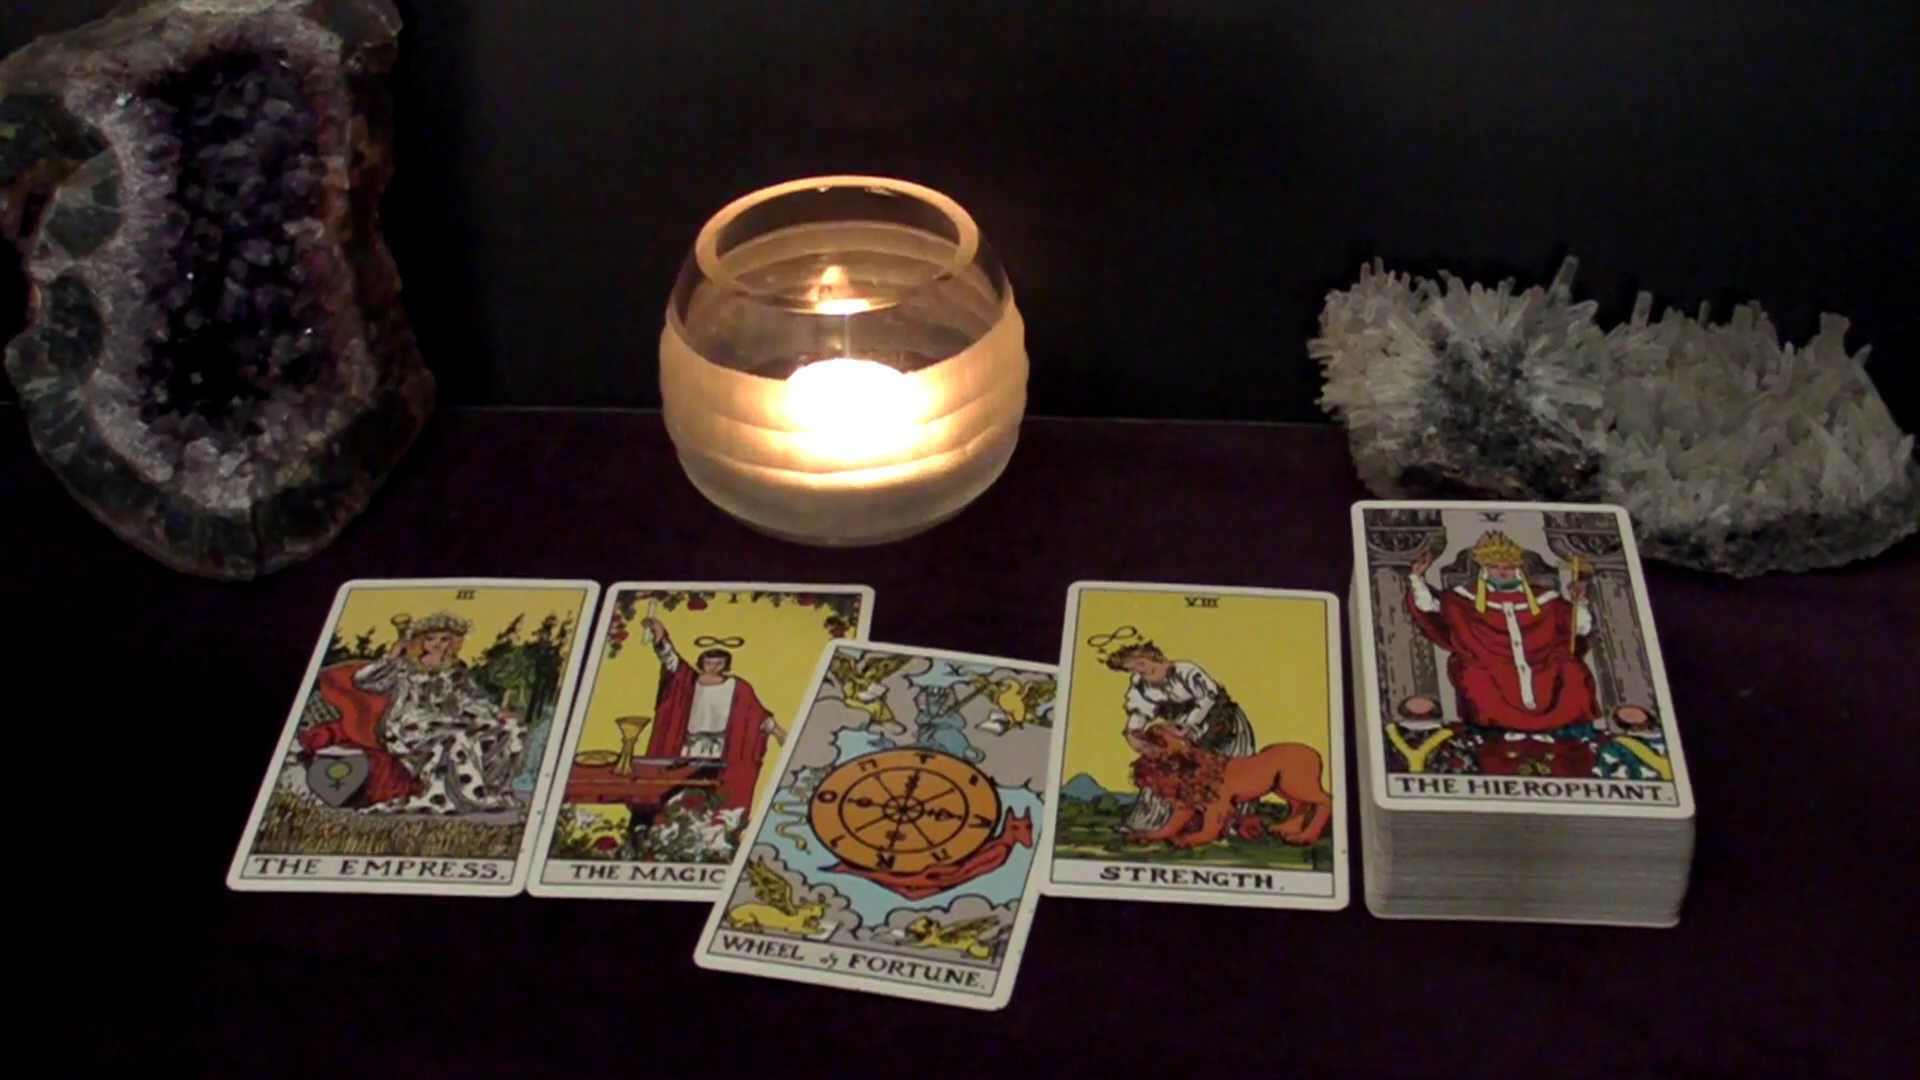 III
THE EMPRESS.
I
THE MAGIC
WHEEL of FORTUNE.
VIII
STRENGTH.
V
THE HIEROPHANT.